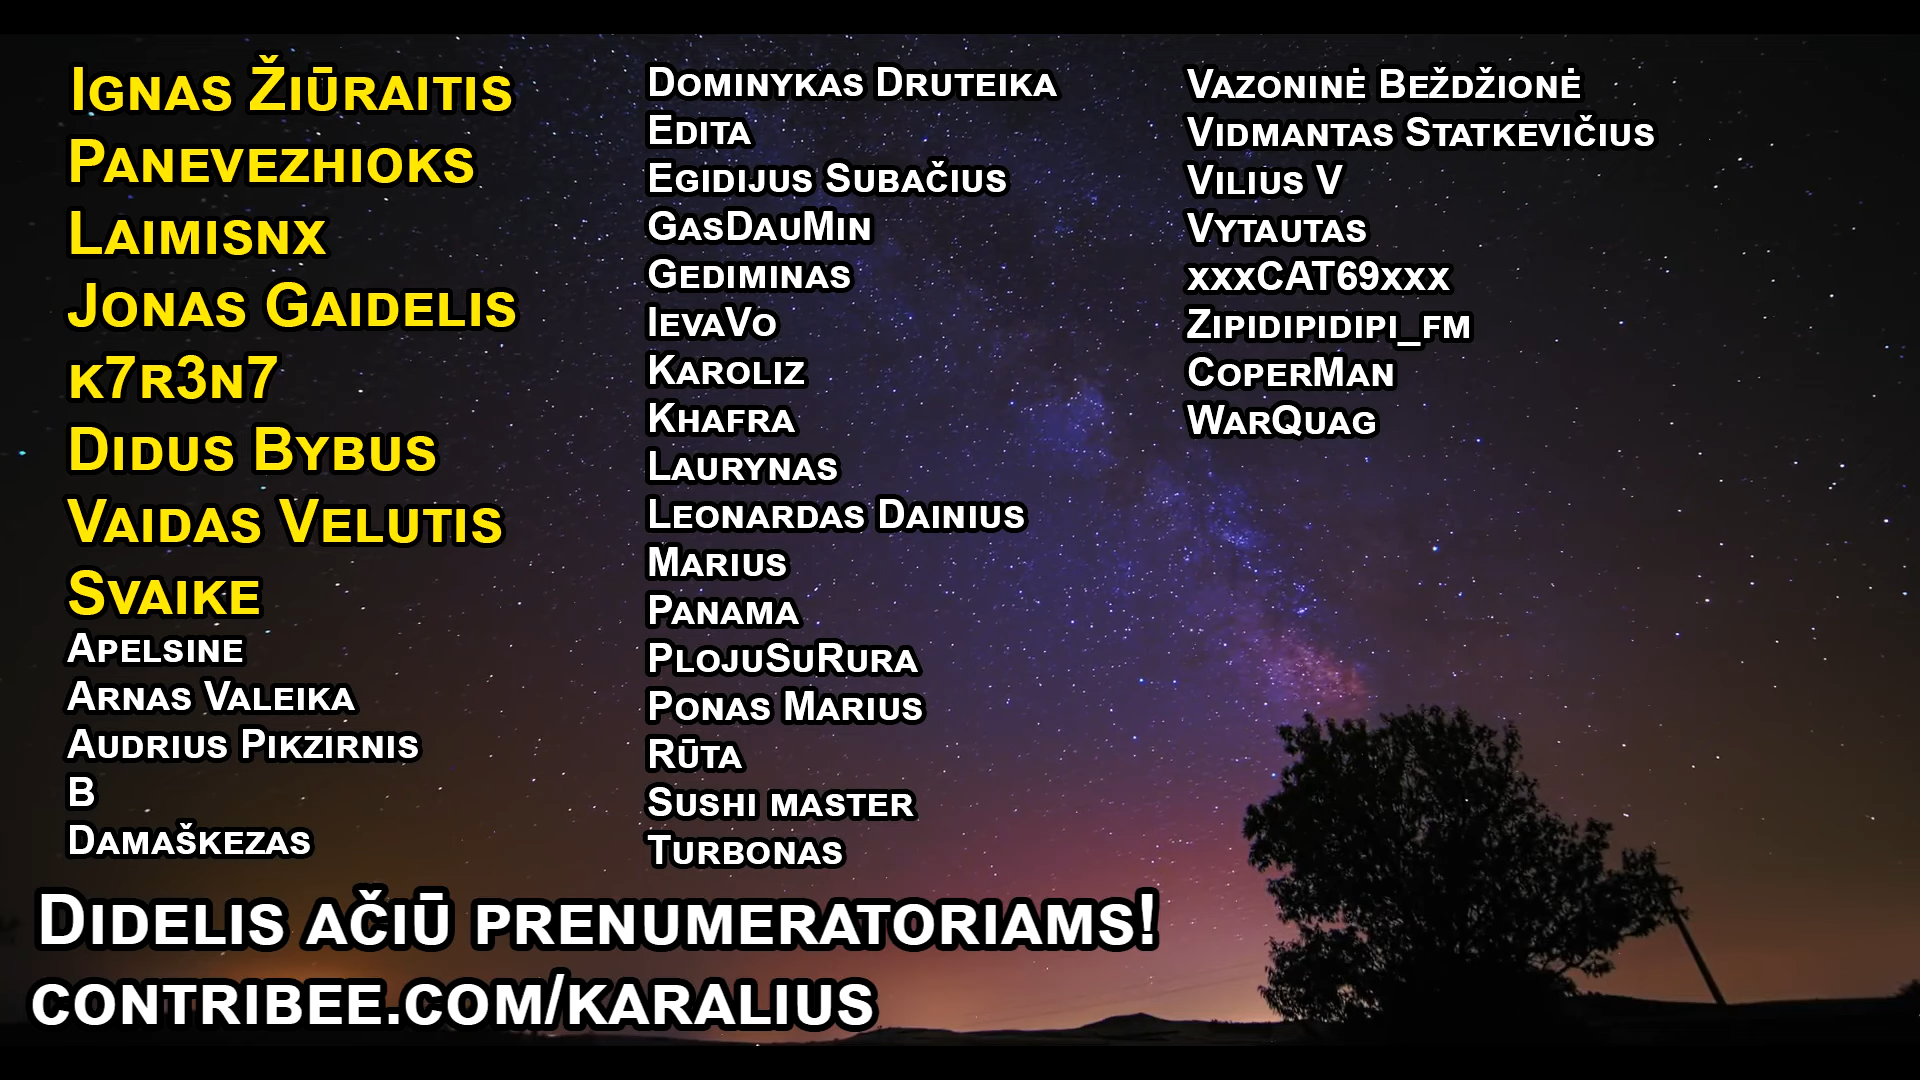 Ignas Žiūraitis
Panevezhioks
Laimisnx
Jonas Gaidelis
k7r3n7
Didus Bybus
Vaidas Velutis
Svaike
Apelsine
Arnas Valeika
Audrius Pikzirnis
B
Damaškezas
Dominykas Druteika
Edita
Egidijus Subačius
GasDauMin
Gediminas
IevaVo
Karoliz
Khafra
Laurynas
Leonardas Dainius
Marius
Panama
PlojuSuRura
Ponas Marius
Rūta
Sushi master
Turbonas
Vazoninė Beždžionė
Vidmantas Statkevičius
Vilius V
Vytautas
xxxCAT69xxx
Zipidipidipi_fm
CoperMan
WarQuag
Didelis ačiū prenumeratoriams!
contribee.com/karalius